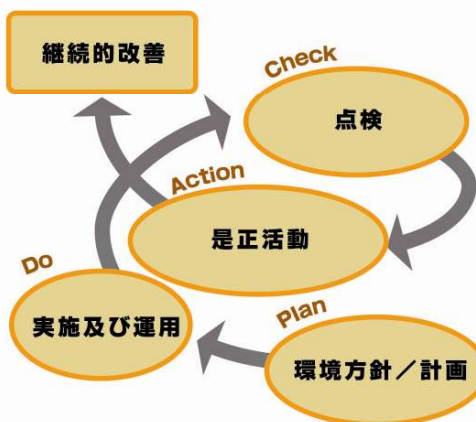 継続的改善
Check
点検
Action
是正活動
Do
実施及び運用
Plan
環境方針／計画